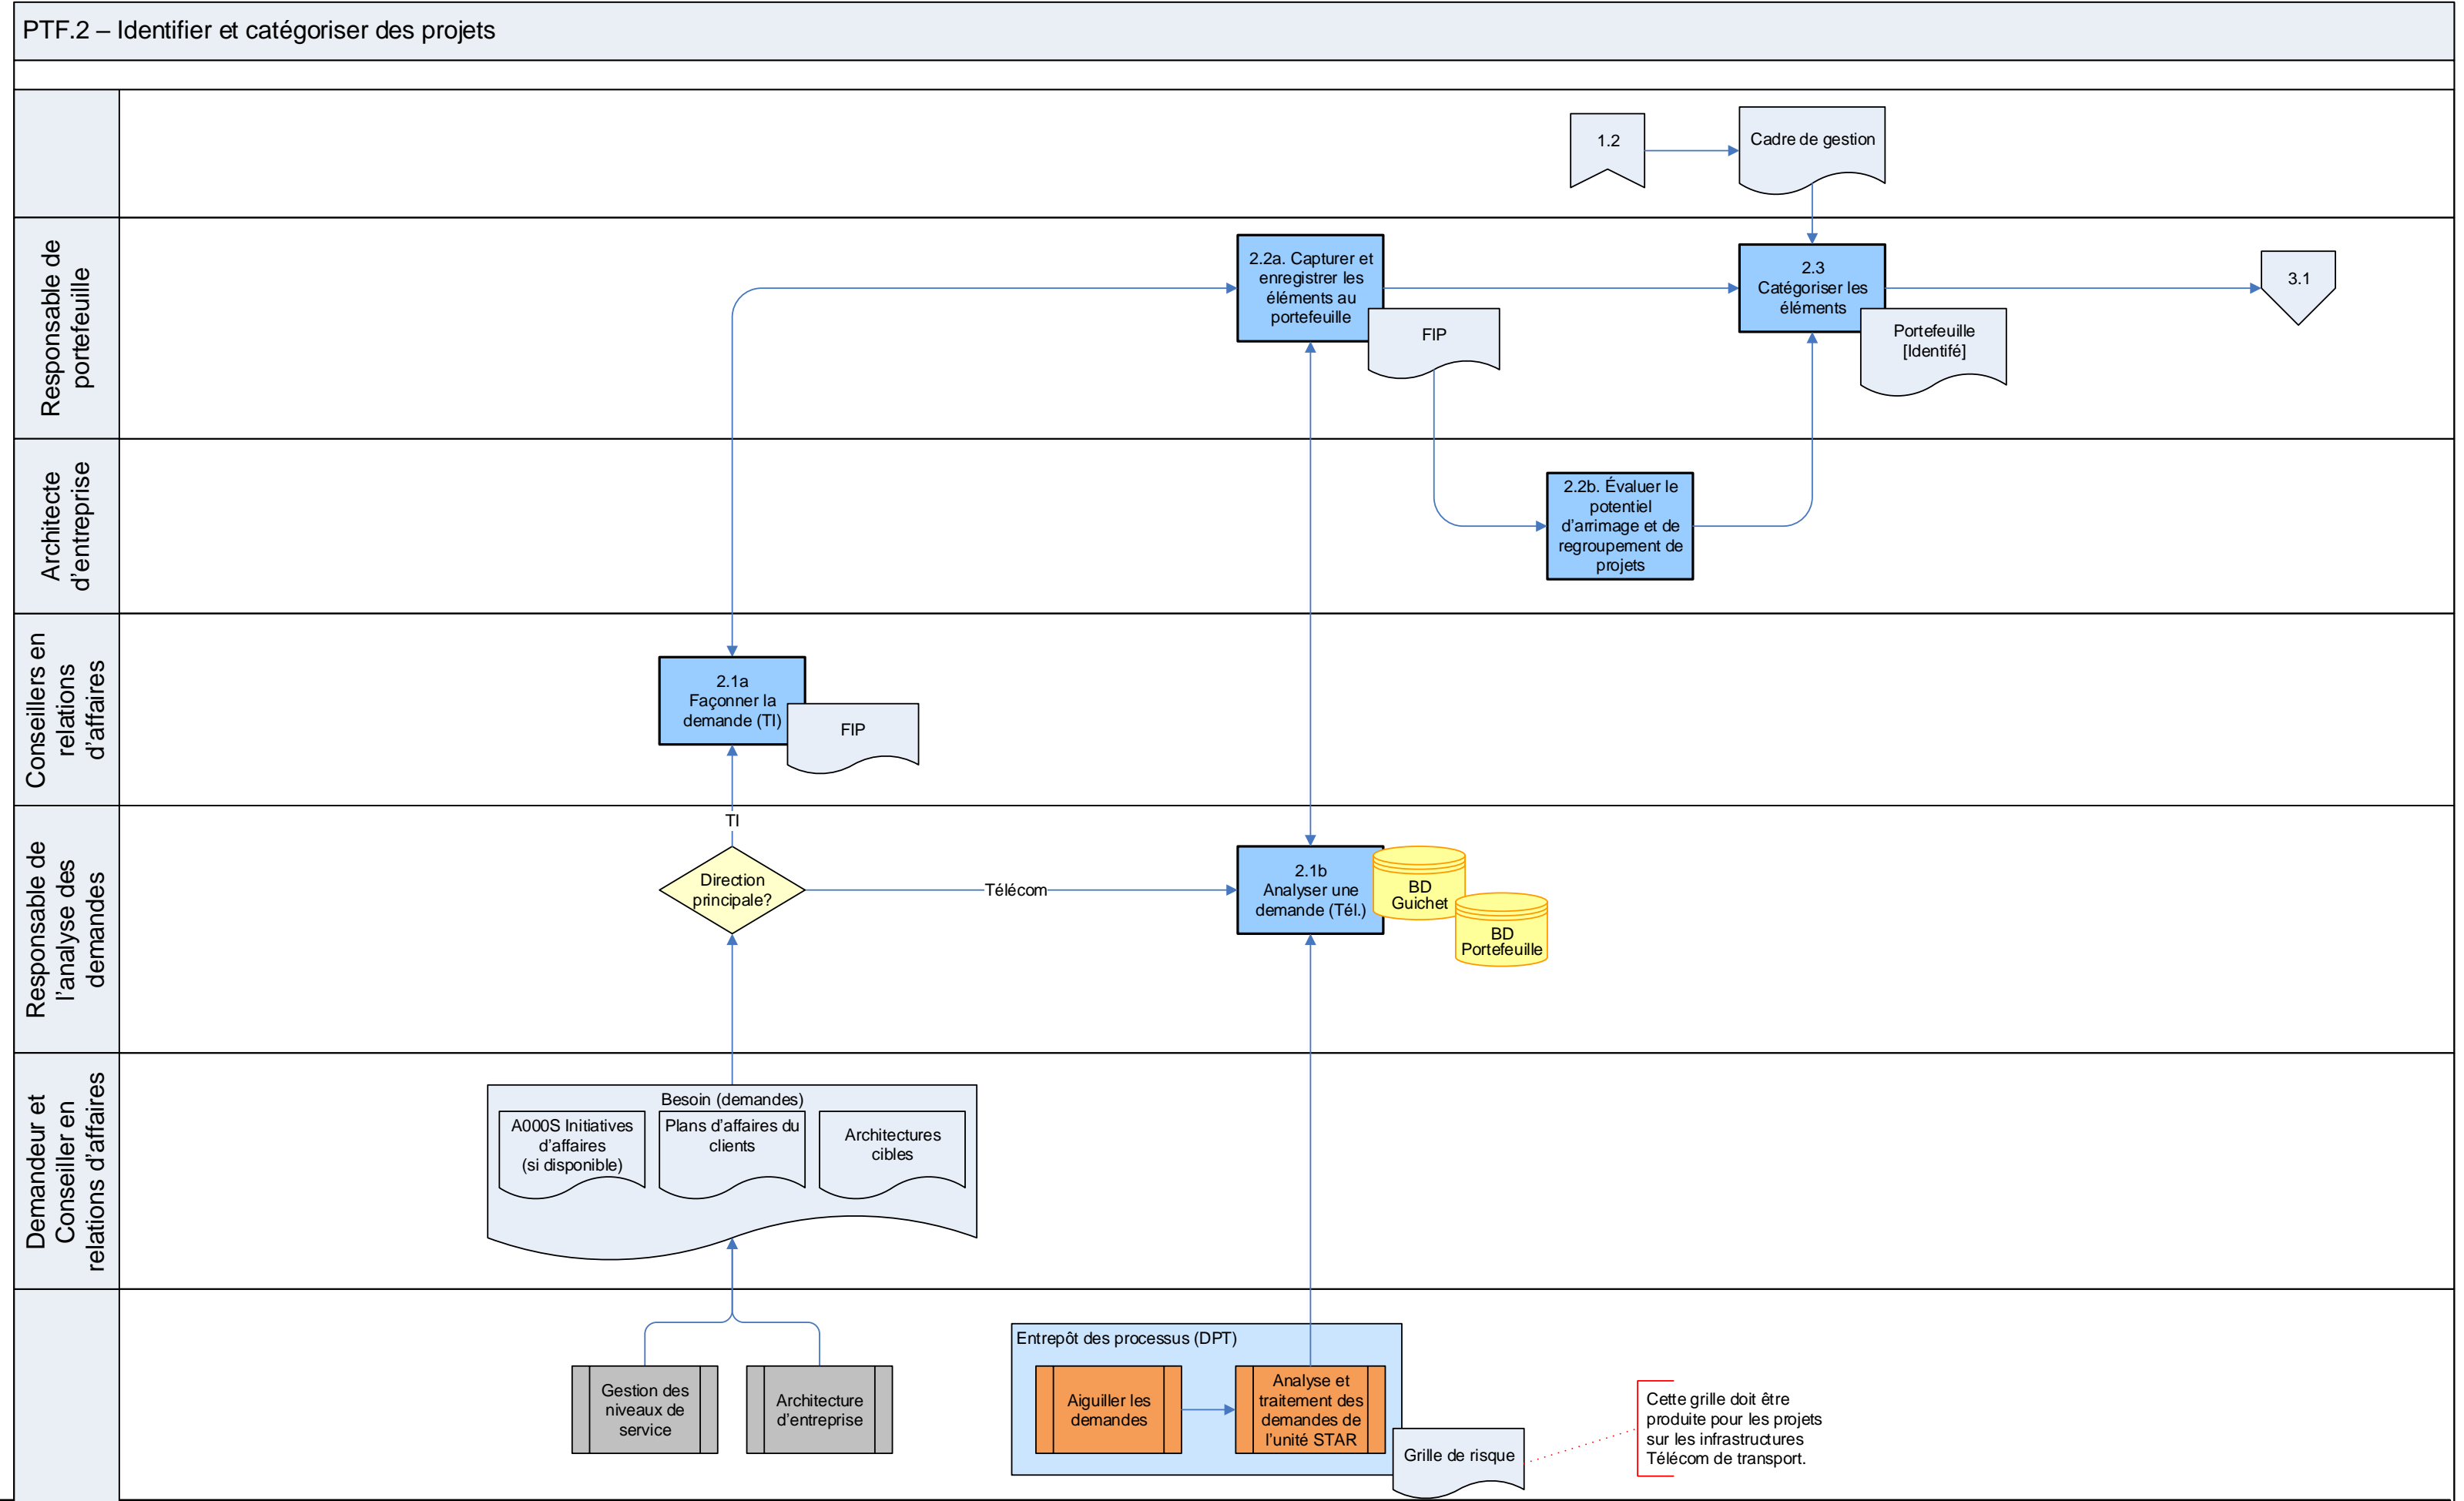 PTF.2 – Identifier et catégoriser des projets
1.2
Cadre de gestion
Responsable de
portefeuille
2.2a. Capturer et
enregistrer les
éléments au
portefeuille
FIP
2.3
Catégoriser les
éléments
Portefeuille
[Identifé]
3.1
Architecte
d'entreprise
2.2b. Évaluer le
potentiel
d'arrimage et de
regroupement de
projets
Conseillers en
relations
d'affaires
2.1a
Façonner la
demande (TI)
FIP
Responsable de
l'analyse des
demandes
TI
Direction
principale?
Télécom
2.1b
Analyser une
demande (Tél.)
BD
Guichet
BD
Portefeuille
Demandeur et
Conseiller en
relations d'affaires
Besoin (demandes)
A000S Initiatives
d'affaires
(si disponible)
Plans d'affaires du
clients
Architectures
cibles
Gestion des
niveaux de
service
Architecture
d'entreprise
Entrepôt des processus (DPT)
Aiguiller les
demandes
Analyse et
traitement des
demandes de
l'unité STAR
Grille de risque
Cette grille doit être
produite pour les projets
sur les infrastructures
Télécom de transport.